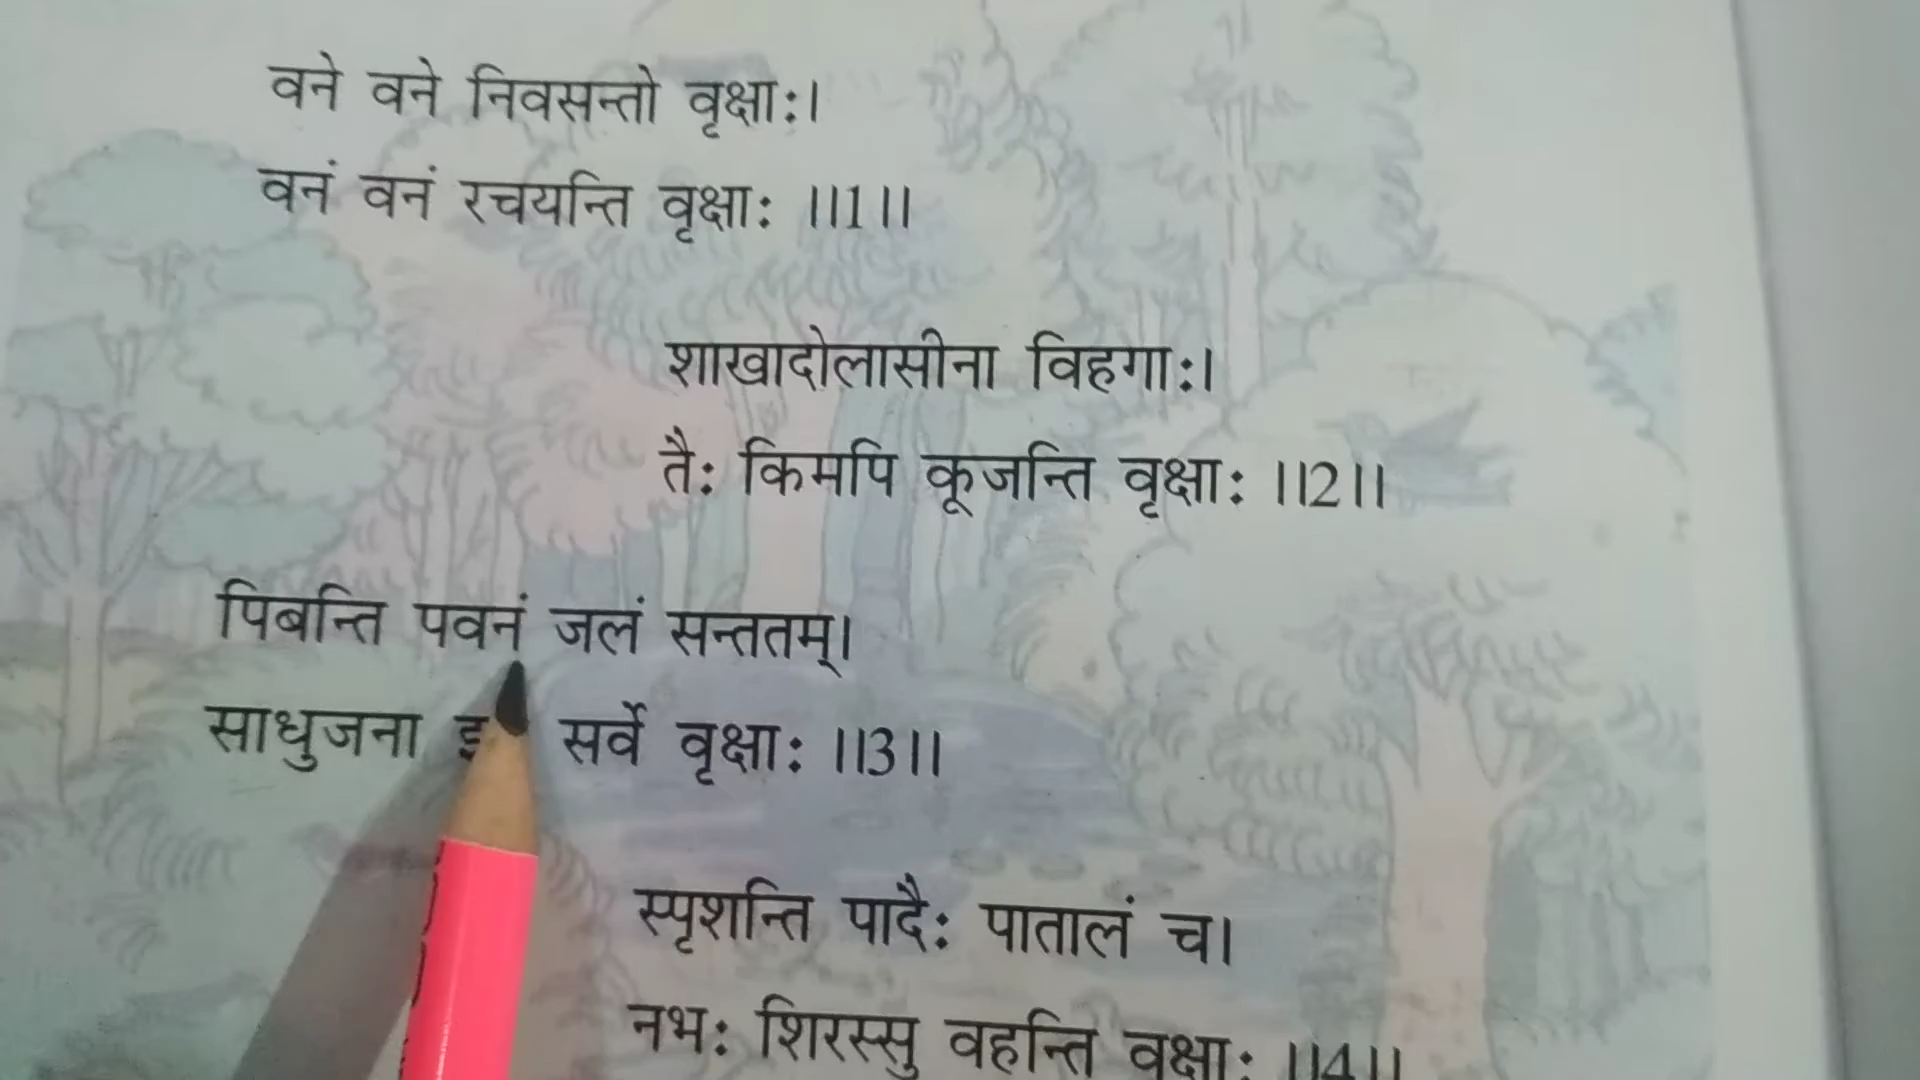 वने वने निवसन्तो वृक्षाः।
वनं वनं रचयन्ति वृक्षाः ।।1।।
शाखादोलासीना विहगाः।
तैः किमपि कूजन्ति वृक्षाः ।।2।।
पिबन्ति पवनं जलं सन्ततम्।
साधुजना इ सर्वे वृक्षाः ।।3।।
स्पृशन्ति पादैः पातालं च।
नभः शिरस्सु वहन्ति वृक्षाः ।।4।।